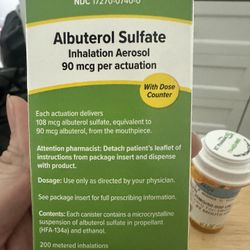 Albuterol Sulfate
Inhalation Aerosol
90 mcg per actuation
With Dose
Counter
Each actuation delivers
108 mcg albuterol sulfate, equivalent to
90 mcg albuterol, from the mouthpiece.
Attention pharmacist: Detach patient's leaflet of
instructions from package insert and dispense
with product.
Dosage: Use only as directed by your physician.
See package insert for full prescribing information.
Contents: Each canister contains a microcrystalline
suspension of albuterol sulfate in propellant
(HFA-134a) and ethanol.
200 metered inhalations